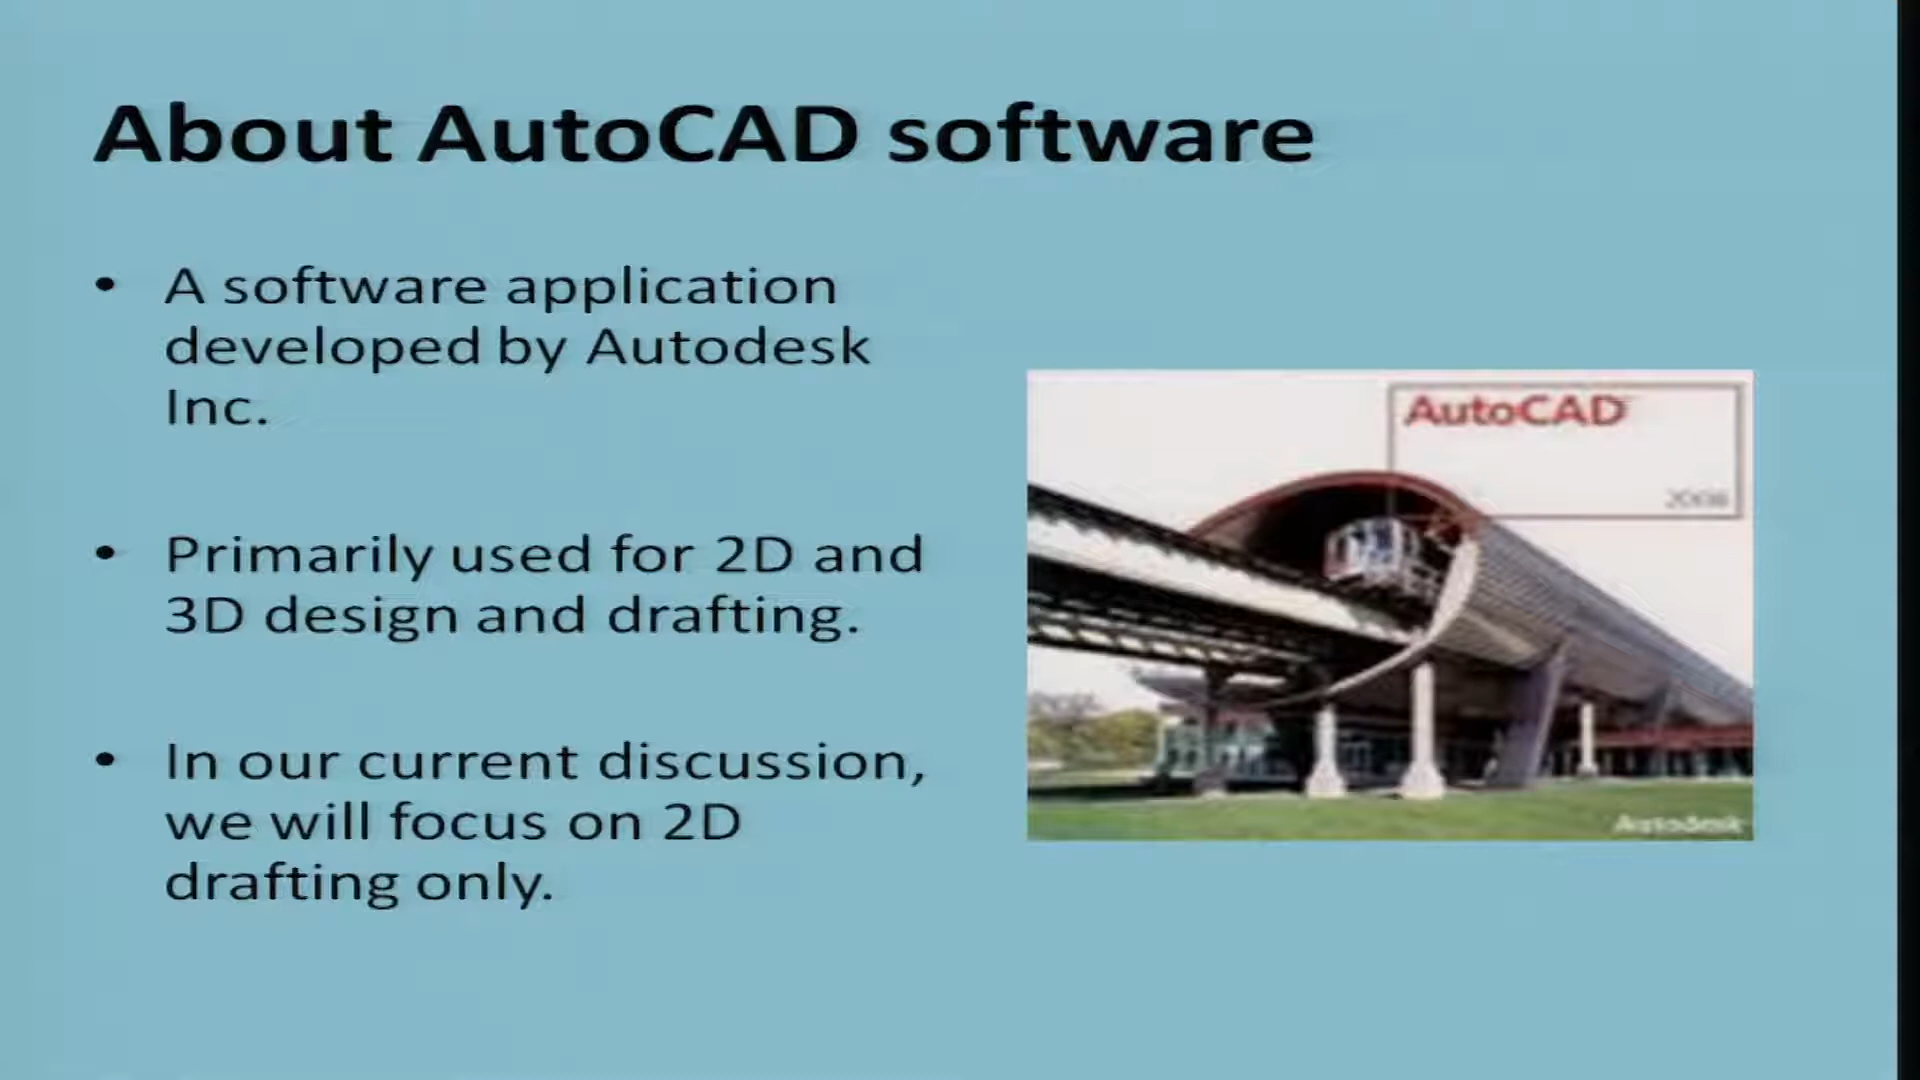 About AutoCAD software
• A software application
developed by Autodesk
Inc.
• Primarily used for 2D and
3D design and drafting.
• In our current discussion,
we will focus on 2D
drafting only.
AutoCAD
Autodesk